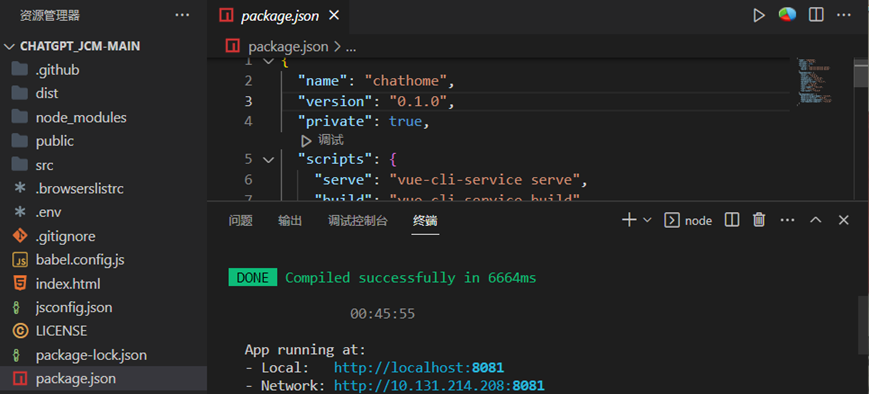 资源管理器
CHATGPT_JCM-MAIN
.github
dist
node_modules
public
src
.browserslistrc
.env
.gitignore
babel.config.js
index.html
jsconfig.json
LICENSE
package-lock.json
package.json
package.json
package.json > ...
1 {
2 "name": "chathome",
3 "version": "0.1.0",
4 "private": true,
调试
5 "scripts": {
6 "serve": "vue-cli-service serve",
7 "build": "vue-cli-service build"
问题 输出 调试控制台 终端
node
DONE Compiled successfully in 6664ms
00:45:55
App running at:
- Local: http://localhost:8081
- Network: http://10.131.214.208:8081